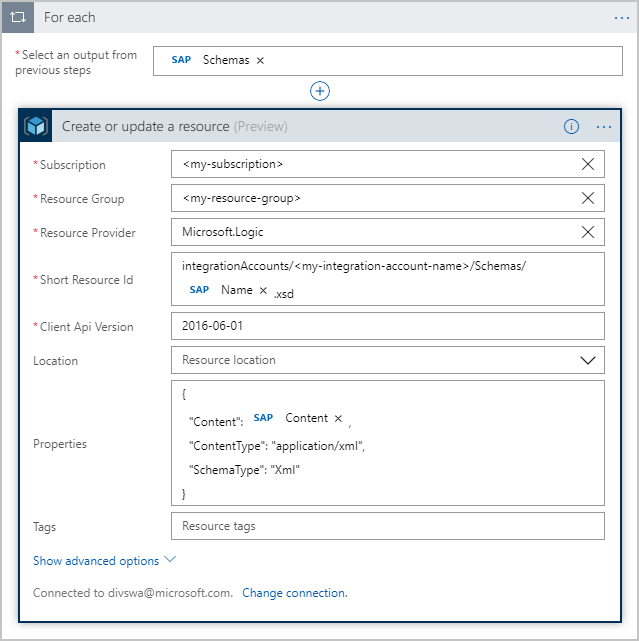 For each
* Select an output from
previous steps
SAP Schemas ×
Create or update a resource (Preview)
* Subscription
<my-subscription>
* Resource Group
<my-resource-group>
* Resource Provider
Microsoft.Logic
* Short Resource Id
integrationAccounts/<my-integration-account-name>/Schemas/
SAP Name × .xsd
* Client Api Version
2016-06-01
Location
Resource location
Properties
{
"Content": SAP Content × ,
"ContentType": "application/xml",
"SchemaType": "Xml"
}
Tags
Resource tags
Show advanced options
Connected to divswa@microsoft.com. Change connection.